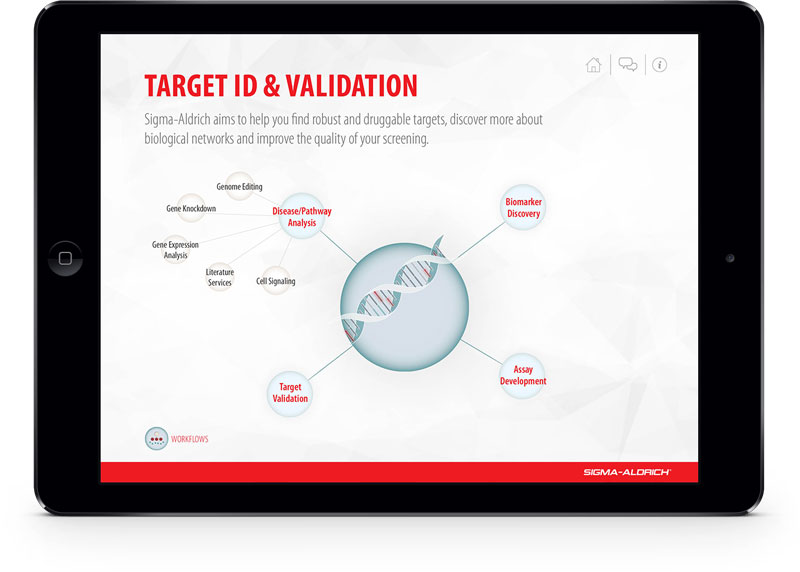 TARGET ID & VALIDATION
Sigma-Aldrich aims to help you find robust and druggable targets, discover more about
biological networks and improve the quality of your screening.
Genome Editing
Gene Knockdown
Disease/Pathway
Analysis
Biomarker
Discovery
Gene Expression
Analysis
Literature
Services
Cell Signaling
Target
Validation
Assay
Development
WORKFLOWS
SIGMA-ALDRICH